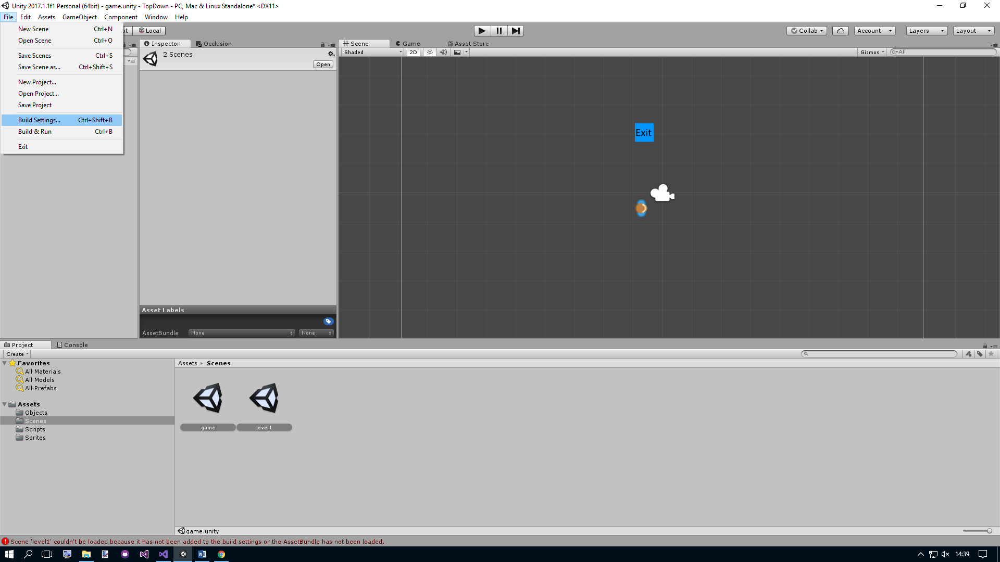 Unity 2017.1.1f1 Personal (64bit) - game.unity - TopDown - PC, Mac & Linux Standalone* <DX11>
File Edit Assets GameObject Component Window Help
New Scene Ctrl+N
Open Scene Ctrl+O
Save Scenes Ctrl+S
Save Scene as... Ctrl+Shift+S
New Project...
Open Project...
Save Project
Build Settings... Ctrl+Shift+B
Build & Run Ctrl+B
Exit
Local
Collab Account Layers Layout
Inspector Occlusion
2 Scenes
Open
Asset Labels
AssetBundle None None
Scene Game Asset Store
Shaded 2D Gizmos All
Exit
Project Console
Create
Favorites
All Materials
All Models
All Prefabs
Assets
Objects
Scenes
Scripts
Sprites
Assets Scenes
game level1
game.unity
Scene 'level1' couldn't be loaded because it has not been added to the build settings or the AssetBundle has not been loaded.
14:39